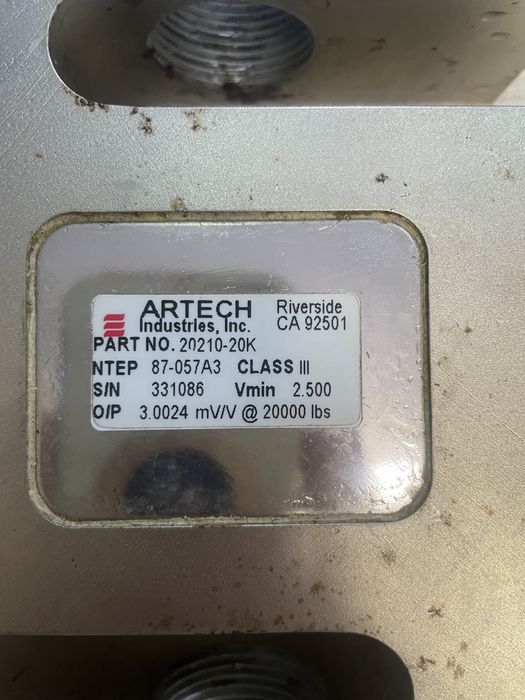 ARTECH
Industries, Inc.
Riverside
CA 92501
PART NO. 20210-20K
NTEP 87-057A3 CLASS III
S/N 331086 Vmin 2.500
O/P 3.0024 mV/V @ 20000 lbs